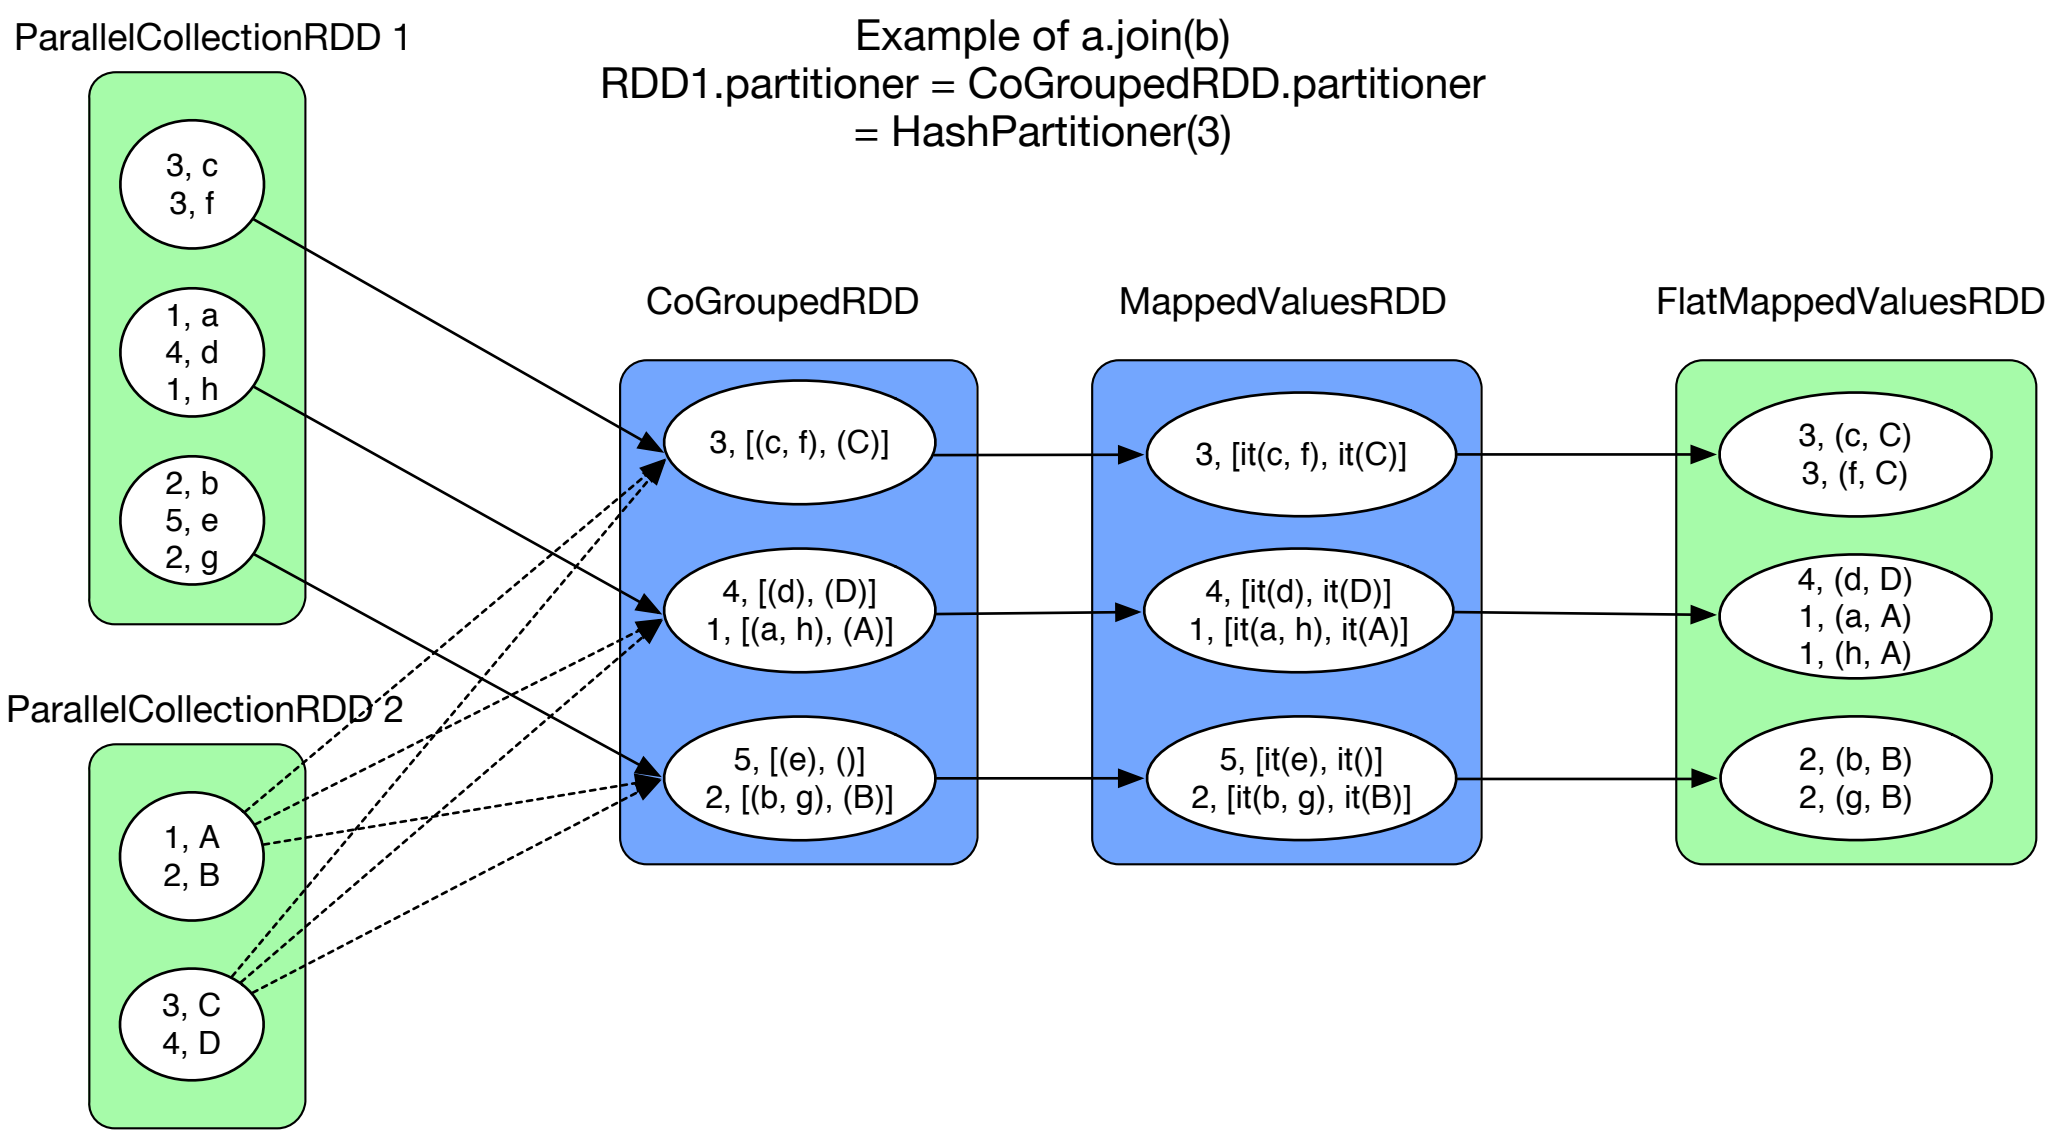 ParallelCollectionRDD 1
Example of a.join(b)
RDD1.partitioner = CoGroupedRDD.partitioner
= HashPartitioner(3)
3, c
3, f
1, a
4, d
1, h
2, b
5, e
2, g
ParallelCollectionRDD 2
1, A
2, B
3, C
4, D
CoGroupedRDD
3, [(c, f), (C)]
4, [(d), (D)]
1, [(a, h), (A)]
5, [(e), ()]
2, [(b, g), (B)]
MappedValuesRDD
3, [it(c, f), it(C)]
4, [it(d), it(D)]
1, [it(a, h), it(A)]
5, [it(e), it()]
2, [it(b, g), it(B)]
FlatMappedValuesRDD
3, (c, C)
3, (f, C)
4, (d, D)
1, (a, A)
1, (h, A)
2, (b, B)
2, (g, B)